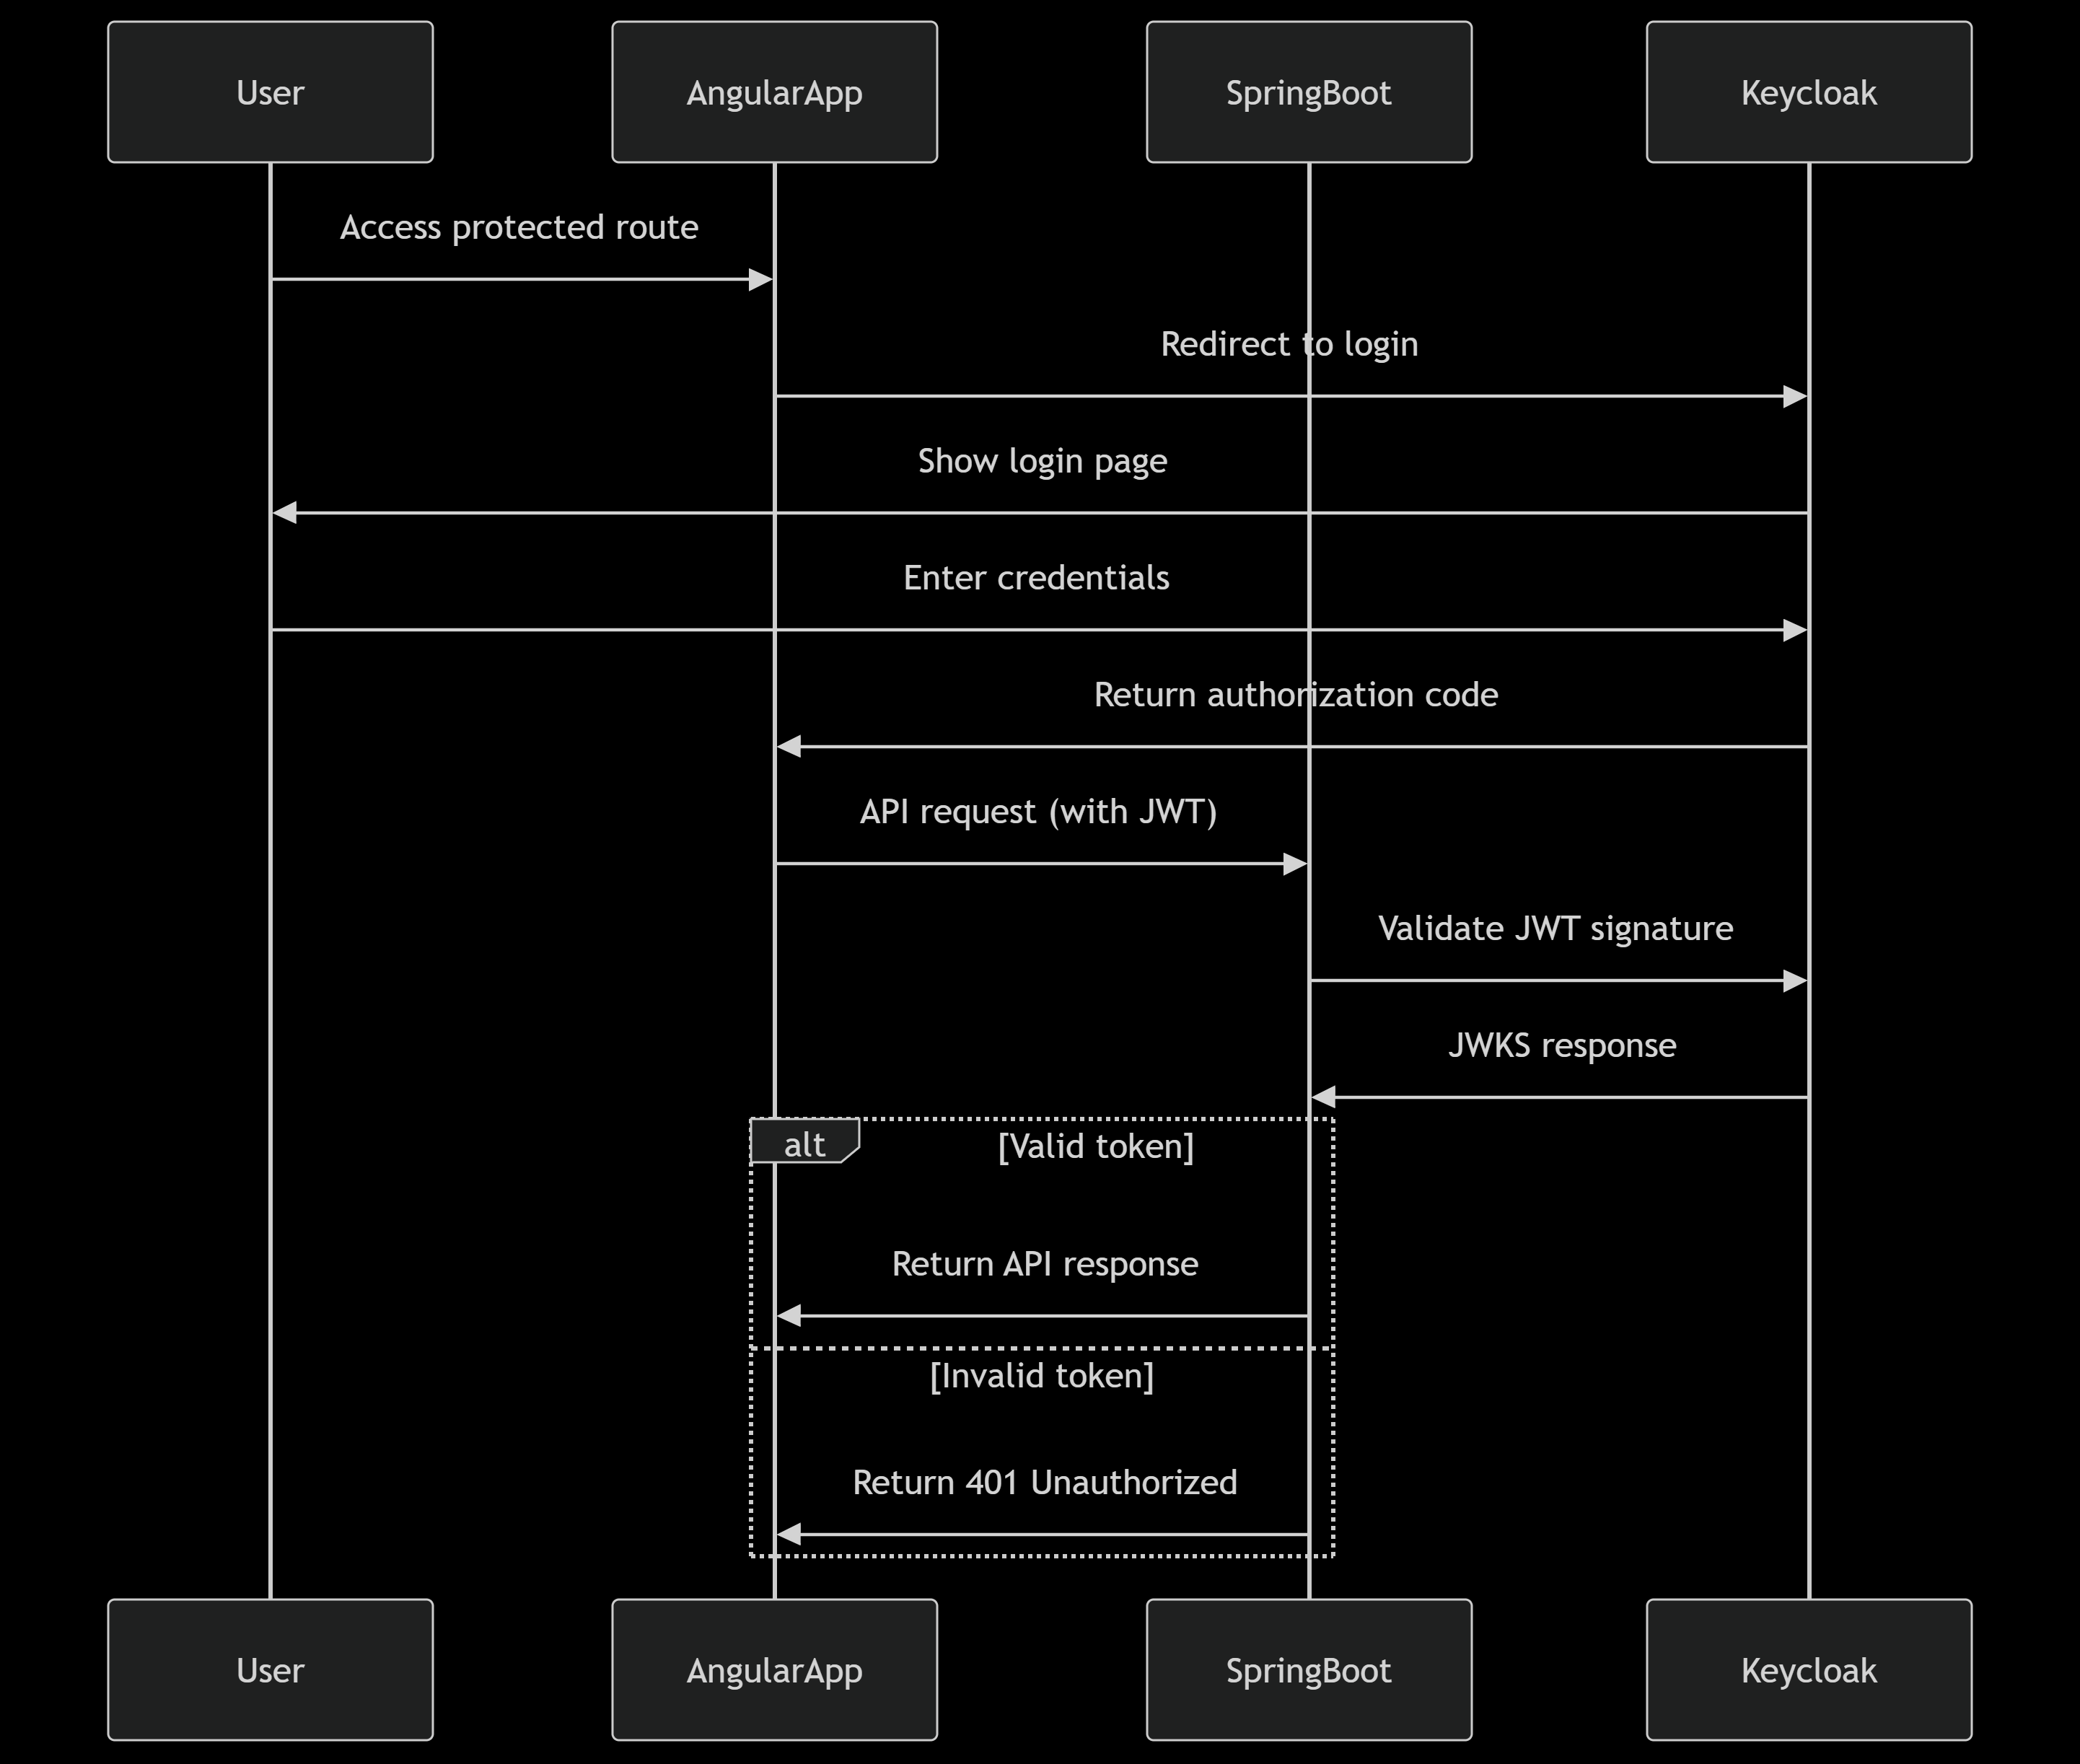 User
AngularApp
SpringBoot
Keycloak
Access protected route
Redirect to login
Show login page
Enter credentials
Return authorization code
API request (with JWT)
Validate JWT signature
JWKS response
alt
[Valid token]
Return API response
[Invalid token]
Return 401 Unauthorized
User
AngularApp
SpringBoot
Keycloak